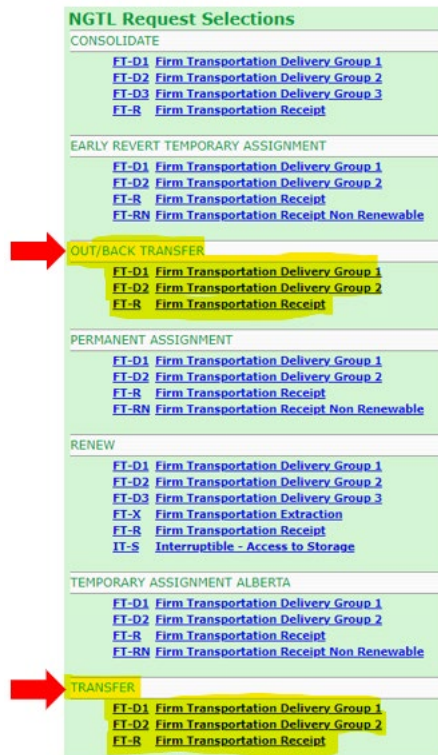 NGTL Request Selections
CONSOLIDATE
FT-D1 Firm Transportation Delivery Group 1
FT-D2 Firm Transportation Delivery Group 2
FT-D3 Firm Transportation Delivery Group 3
FT-R Firm Transportation Receipt
EARLY REVERT TEMPORARY ASSIGNMENT
FT-D1 Firm Transportation Delivery Group 1
FT-D2 Firm Transportation Delivery Group 2
FT-R Firm Transportation Receipt
FT-RN Firm Transportation Receipt Non Renewable
OUT/BACK TRANSFER
FT-D1 Firm Transportation Delivery Group 1
FT-D2 Firm Transportation Delivery Group 2
FT-R Firm Transportation Receipt
PERMANENT ASSIGNMENT
FT-D1 Firm Transportation Delivery Group 1
FT-D2 Firm Transportation Delivery Group 2
FT-R Firm Transportation Receipt
FT-RN Firm Transportation Receipt Non Renewable
RENEW
FT-D1 Firm Transportation Delivery Group 1
FT-D2 Firm Transportation Delivery Group 2
FT-D3 Firm Transportation Delivery Group 3
FT-X Firm Transportation Extraction
FT-R Firm Transportation Receipt
IT-S Interruptible - Access to Storage
TEMPORARY ASSIGNMENT ALBERTA
FT-D1 Firm Transportation Delivery Group 1
FT-D2 Firm Transportation Delivery Group 2
FT-R Firm Transportation Receipt
FT-RN Firm Transportation Receipt Non Renewable
TRANSFER
FT-D1 Firm Transportation Delivery Group 1
FT-D2 Firm Transportation Delivery Group 2
FT-R Firm Transportation Receipt